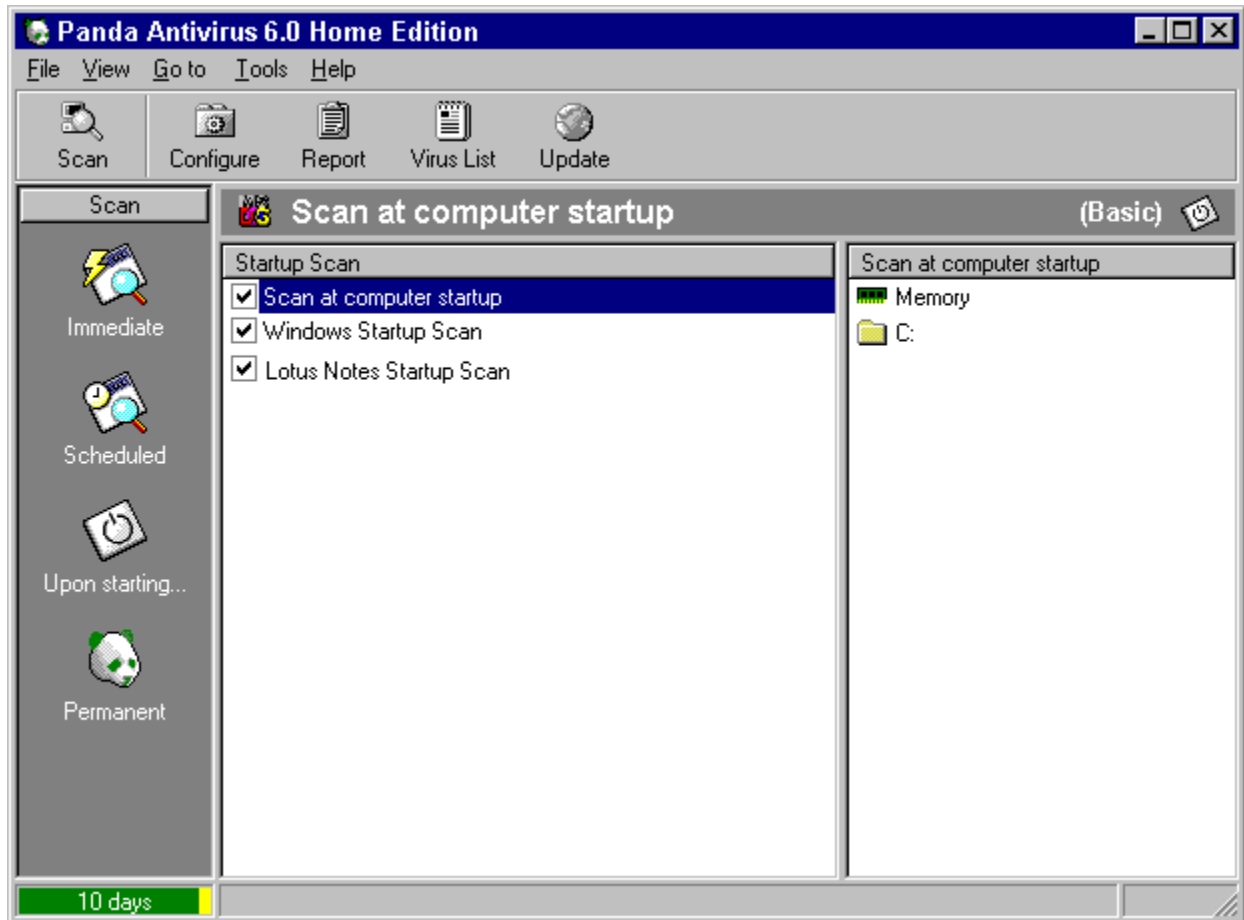 Panda Antivirus 6.0 Home Edition
File View Go to Tools Help
Scan Configure Report Virus List Update
Scan
Scan at computer startup (Basic)
Immediate
Scheduled
Upon starting...
Permanent
Startup Scan
Scan at computer startup
Windows Startup Scan
Lotus Notes Startup Scan
Scan at computer startup
Memory
C:
10 days